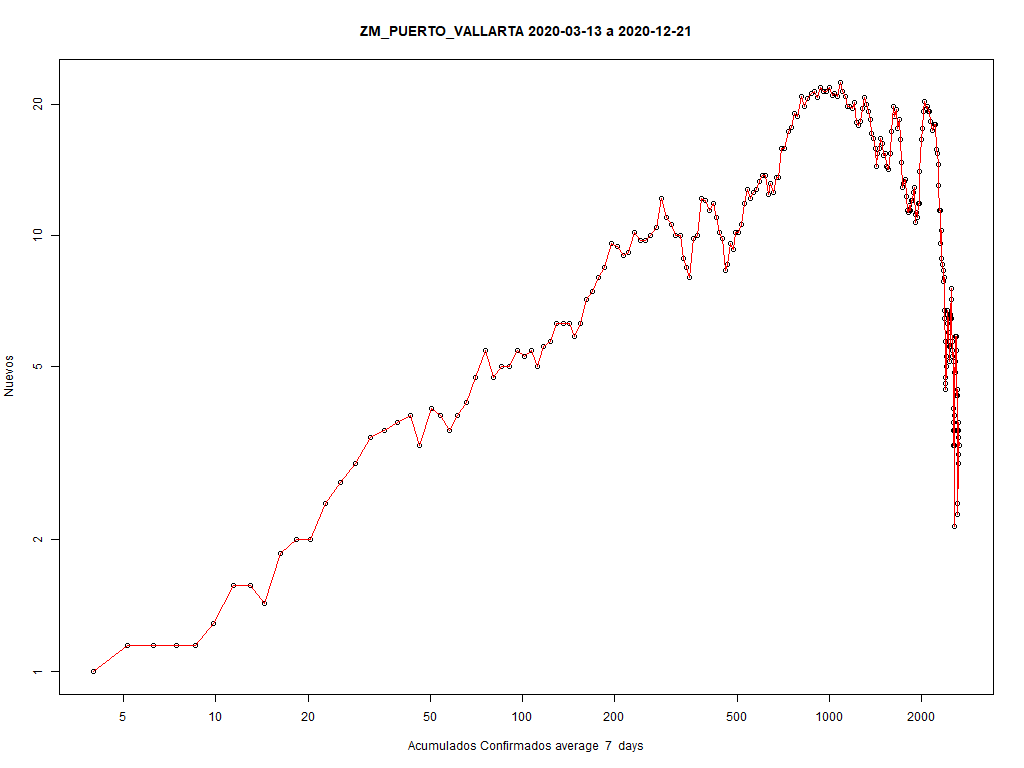 ZM_PUERTO_VALLARTA 2020-03-13 a 2020-12-21
20
10
5
2
1
Nuevos
5 10 20 50 100 200 500 1000 2000
Acumulados Confirmados average 7 days